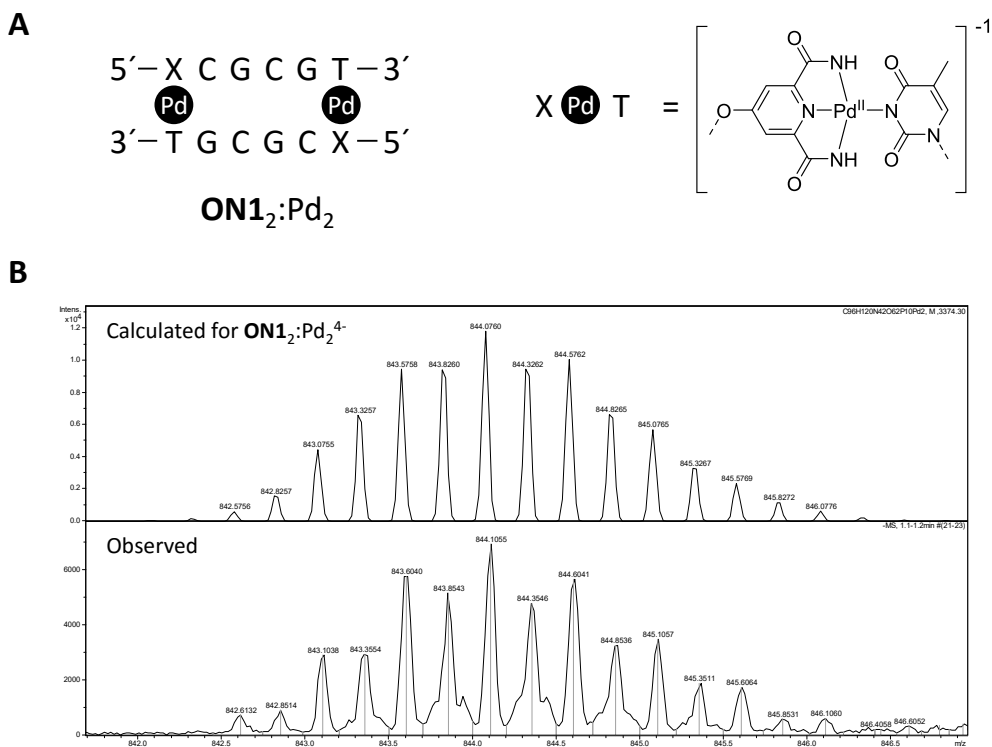 A
5´–X C G C G T–3´
Pd Pd
3´–T G C G C X–5´
ON1₂:Pd₂
X Pd T =
-1
O
NH
O
O
N
Pd^II
N
N
O
NH
O
B
Intens.
x10⁴
C96H120N42O62P10Pd2, M ,3374.30
Calculated for ON1₂:Pd₂⁴⁻
1.2
1.0
0.8
0.6
0.4
0.2
0.0
842.5756
842.8257
843.0755
843.3257
843.5758
843.8260
844.0760
844.3262
844.5762
844.8265
845.0765
845.3267
845.5769
845.8272
846.0776
-MS, 1.1-1.2min #(21-23)
Observed
6000
4000
2000
0
842.6132
842.8514
843.1038
843.3554
843.6040
843.8543
844.1055
844.3546
844.6041
844.8536
845.1057
845.3511
845.6064
845.8531
846.1060
846.4058
846.6052
842.0 842.5 843.0 843.5 844.0 844.5 845.0 845.5 846.0 846.5 m/z